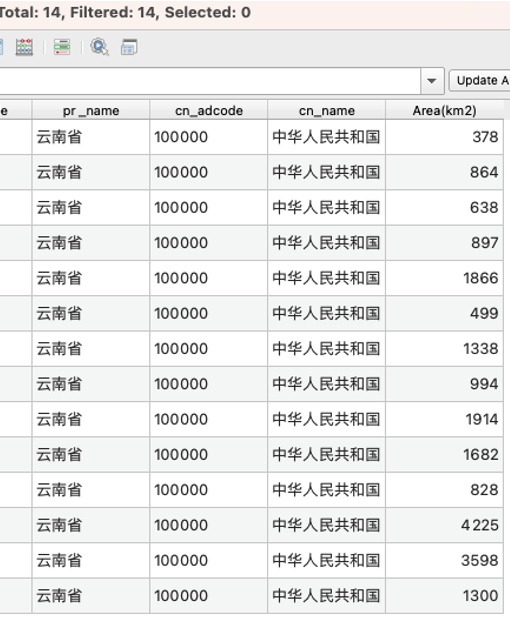 Total: 14, Filtered: 14, Selected: 0
Update A
e pr _name cn_adcode cn_name Area(km2)
云南省 100000 中华人民共和国 378
云南省 100000 中华人民共和国 864
云南省 100000 中华人民共和国 638
云南省 100000 中华人民共和国 897
云南省 100000 中华人民共和国 1866
云南省 100000 中华人民共和国 499
云南省 100000 中华人民共和国 1338
云南省 100000 中华人民共和国 994
云南省 100000 中华人民共和国 1914
云南省 100000 中华人民共和国 1682
云南省 100000 中华人民共和国 828
云南省 100000 中华人民共和国 4225
云南省 100000 中华人民共和国 3598
云南省 100000 中华人民共和国 1300